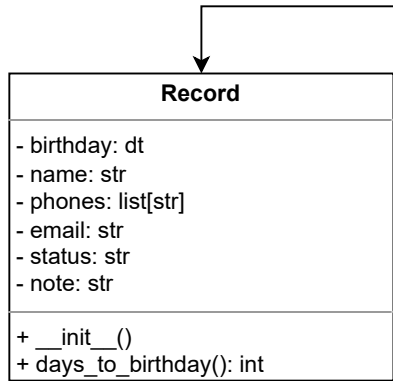 Record
- birthday: dt
- name: str
- phones: list[str]
- email: str
- status: str
- note: str
+ __init__()
+ days_to_birthday(): int